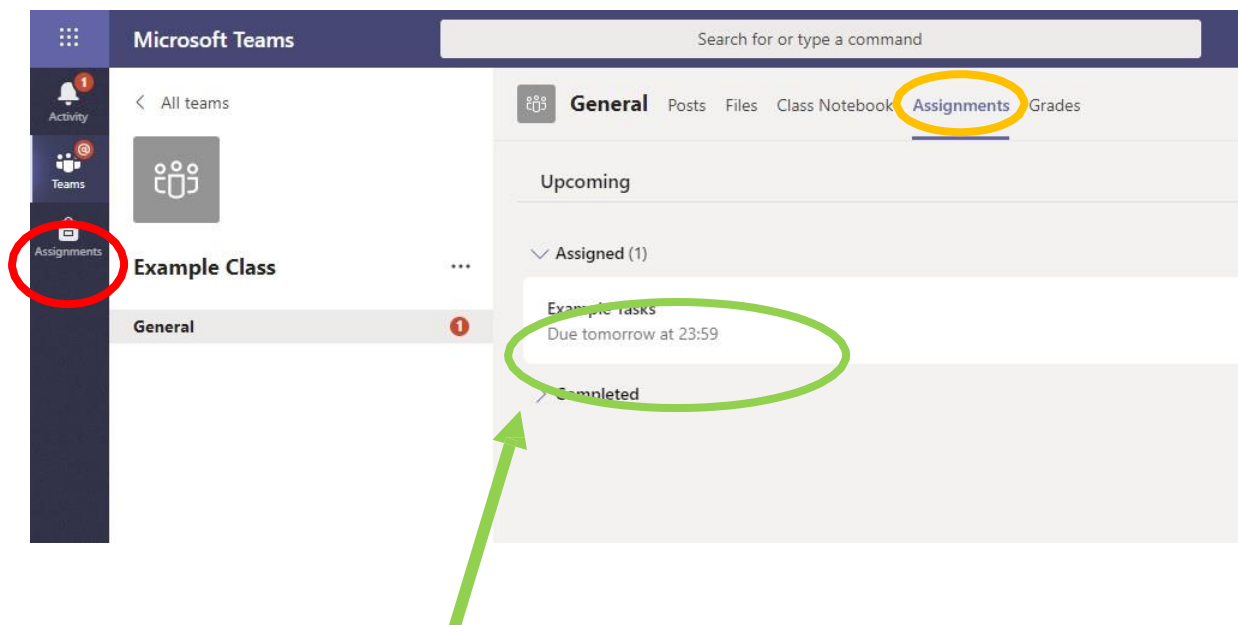 Microsoft Teams
Search for or type a command
1
Activity
@
Teams
Assignments
< All teams
Example Class
...
General 1
General Posts Files Class Notebook Assignments Grades
Upcoming
Assigned (1)
Example Tasks
Due tomorrow at 23:59
Completed